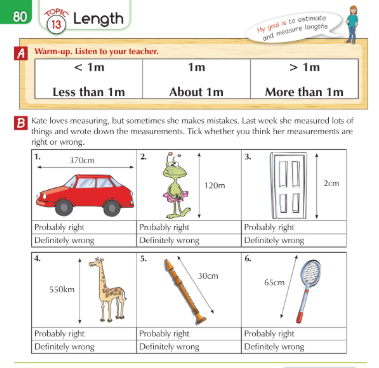 80
TOPIC
13
Length
My goal is to estimate
and measure lengths
A Warm-up. Listen to your teacher.
< 1m 1m > 1m
Less than 1m About 1m More than 1m
B Kate loves measuring, but sometimes she makes mistakes. Last week she measured lots of
things and wrote down the measurements. Tick whether you think her measurements are
right or wrong.
1. 2. 3.
370cm
120m
2cm
Probably right Probably right Probably right
Definitely wrong Definitely wrong Definitely wrong
4. 5. 6.
550km
30cm
65cm
Probably right Probably right Probably right
Definitely wrong Definitely wrong Definitely wrong